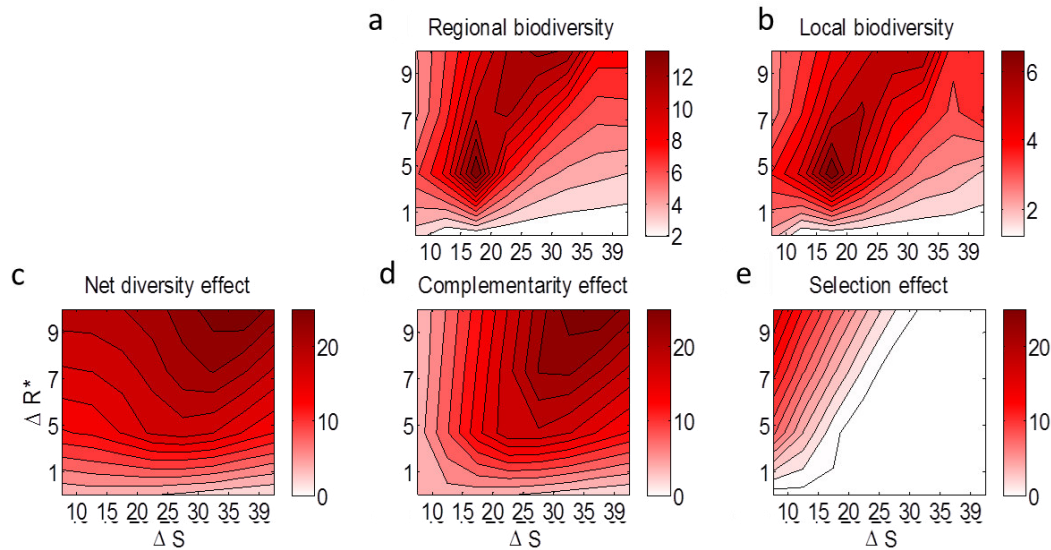 a
Regional biodiversity
9
7
5
1
10 15 20 25 30 35 39
12
10
8
6
4
2
b
Local biodiversity
9
7
5
1
10 15 20 25 30 35 39
6
4
2
c
Net diversity effect
Δ R*
9
7
5
1
10 15 20 25 30 35 39
Δ S
20
10
0
d
Complementarity effect
9
7
5
1
10 15 20 25 30 35 39
Δ S
20
10
0
e
Selection effect
9
7
5
1
10 15 20 25 30 35 39
Δ S
20
10
0